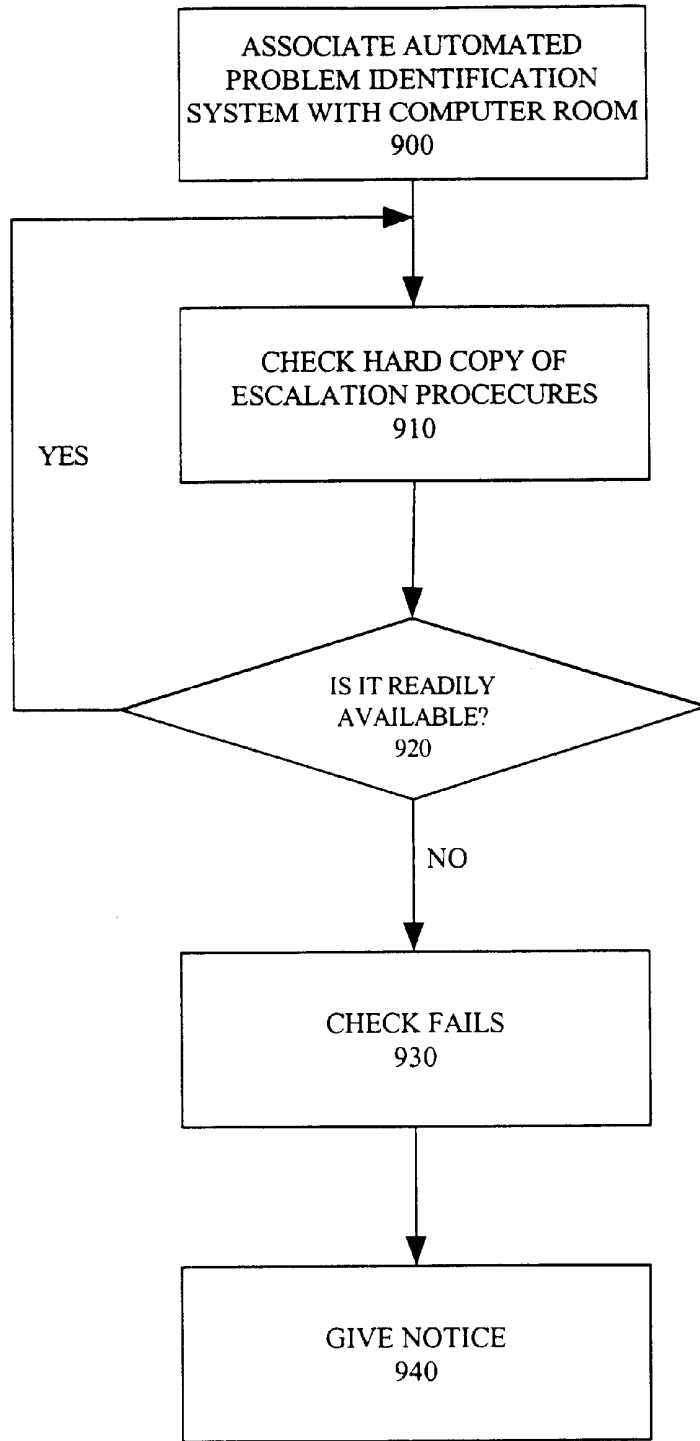 ASSOCIATE AUTOMATED
PROBLEM IDENTIFICATION
SYSTEM WITH COMPUTER ROOM
900
CHECK HARD COPY OF
ESCALATION PROCECURES
910
YES
IS IT READILY
AVAILABLE?
920
NO
CHECK FAILS
930
GIVE NOTICE
940